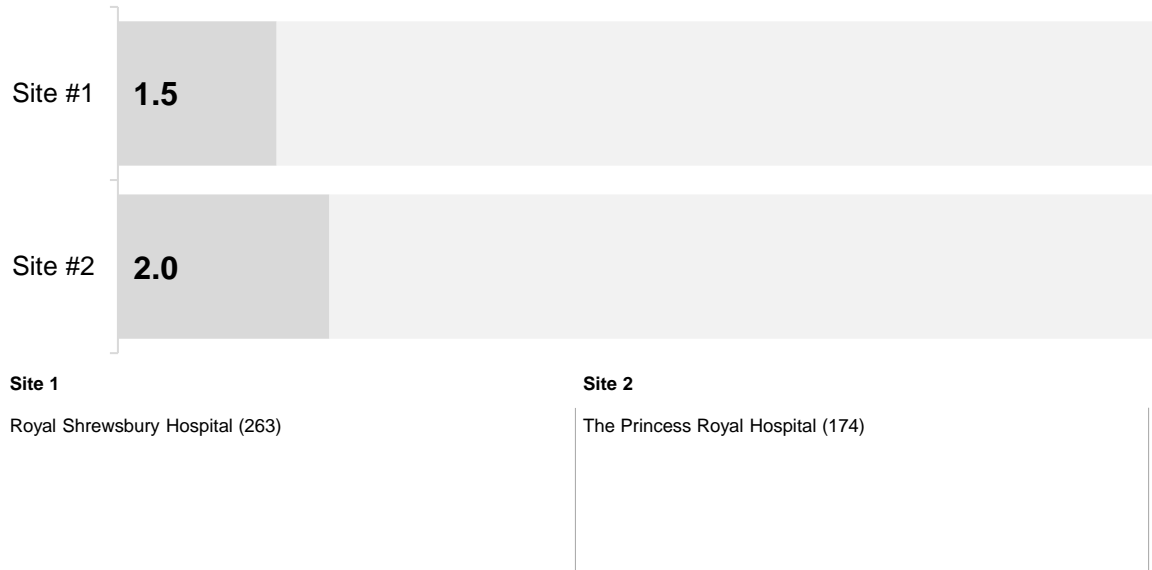 Site #1 1.5
Site #2 2.0
Site 1 Site 2
Royal Shrewsbury Hospital (263) The Princess Royal Hospital (174)